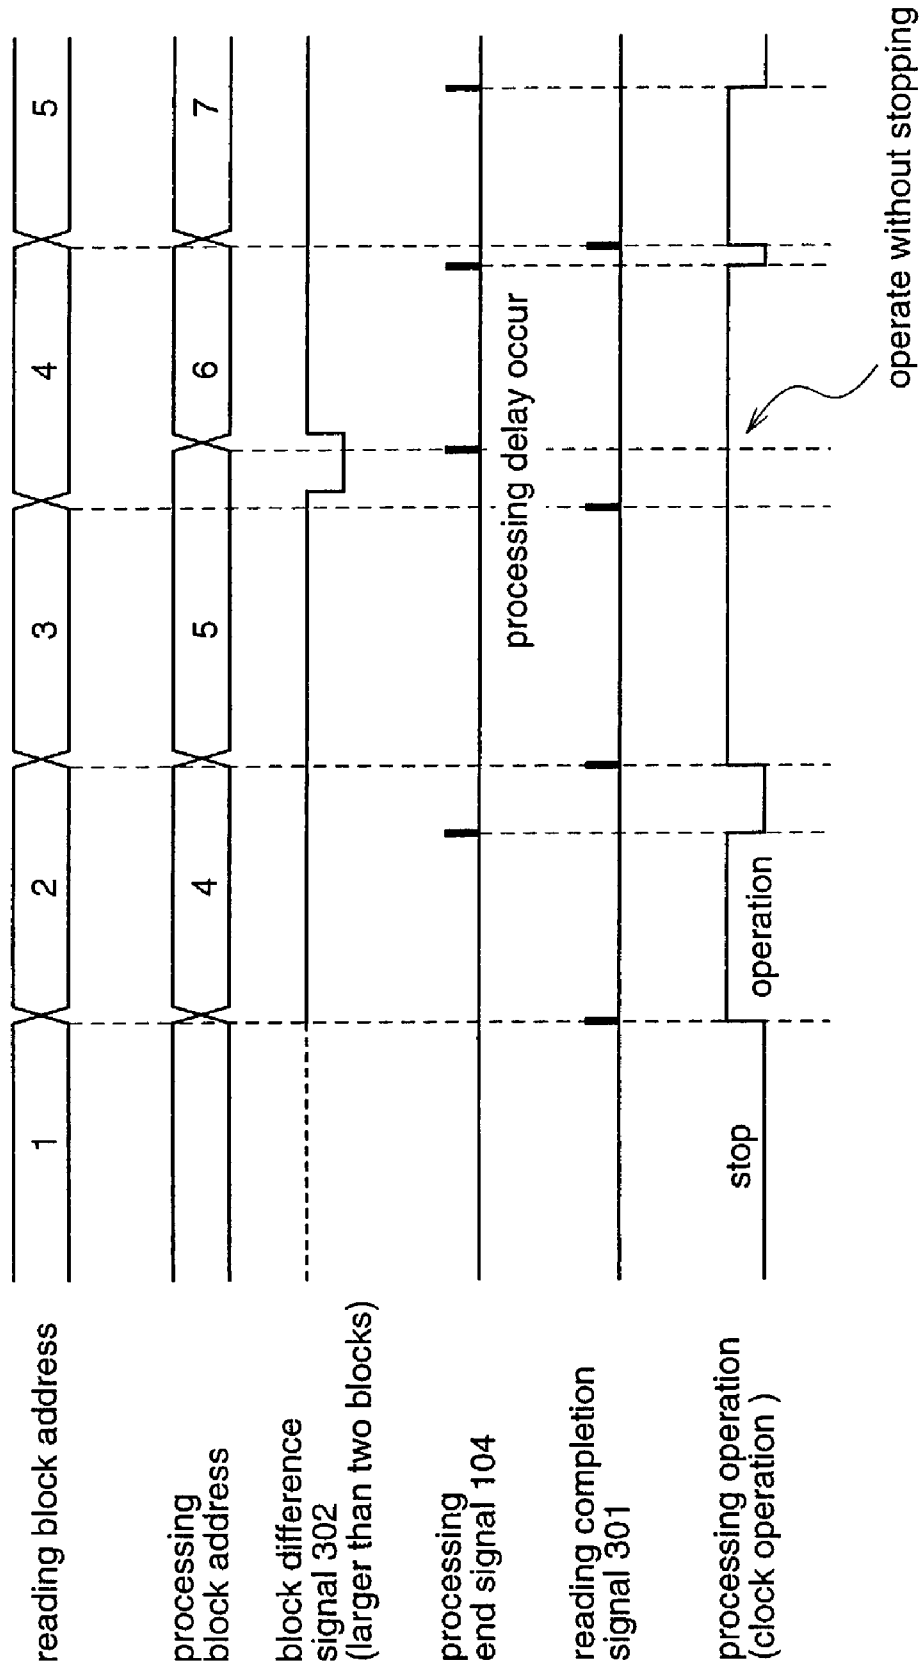 reading block address
1
2
3
4
5
processing
block address
4
5
6
7
block difference
signal 302
(larger than two blocks)
processing
end signal 104
processing delay occur
reading completion
signal 301
processing operation
(clock operation )
stop
operation
operate without stopping